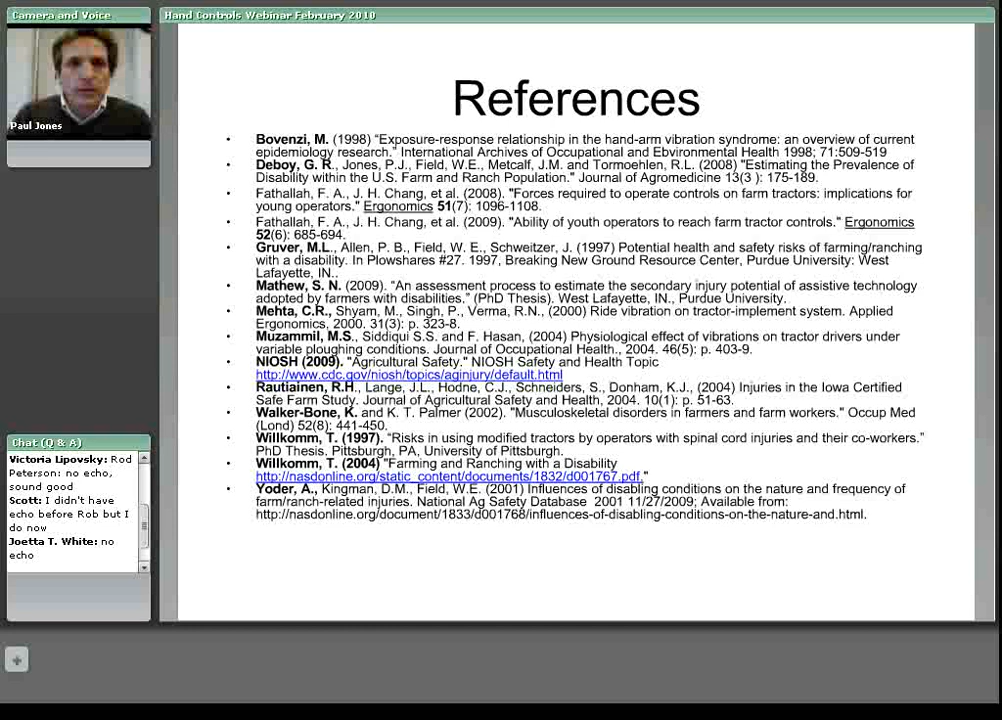 Camera and Voice
Paul Jones
Hand Controls Webinar February 2010
References
• Bovenzi, M. (1998) "Exposure-response relationship in the hand-arm vibration syndrome: an overview of current
epidemiology research." International Archives of Occupational and Ebvironmental Health 1998; 71:509-519
• Deboy, G. R, Jones, P.J., Field, W.E., Metcalf, J.M. and Tormoehlen, R.L. (2008) "Estimating the Prevalence of
Disability within the U.S. Farm and Ranch Population." Journal of Agromedicine 13(3 ): 175-189.
• Fathallah, F. A., J. H. Chang, et al. (2008). "Forces required to operate controls on farm tractors: implications for
young operators." Ergonomics 51(7): 1096-1108.
• Fathallah, F. A., J. H. Chang, et al. (2009). "Ability of youth operators to reach farm tractor controls." Ergonomics
52(6): 685-694.
• Gruver, M.L., Allen, P. B., Field, W. E., Schweitzer, J. (1997) Potential health and safety risks of farming/ranching
with a disability. In Plowshares #27. 1997, Breaking New Ground Resource Center, Purdue University: West
Lafayette, IN..
• Mathew, S. N. (2009). "An assessment process to estimate the secondary injury potential of assistive technology
adopted by farmers with disabilities." (PhD Thesis). West Lafayette, IN., Purdue University.
• Mehta, C.R., Shyam, M., Singh, P., Verma, R.N., (2000) Ride vibration on tractor-implement system. Applied
Ergonomics, 2000. 31(3): p. 323-8.
• Muzammil, M.S., Siddiqui S.S. and F. Hasan, (2004) Physiological effect of vibrations on tractor drivers under
variable ploughing conditions. Journal of Occupational Health., 2004. 46(5): p. 403-9.
• NIOSH (2009). "Agricultural Safety." NIOSH Safety and Health Topic
http://www.cdc.gov/niosh/topics/aginjury/default.html
• Rautiainen, R.H., Lange, J.L., Hodne, C.J., Schneiders, S., Donham, K.J., (2004) Injuries in the Iowa Certified
Safe Farm Study. Journal of Agricultural Safety and Health, 2004. 10(1): p. 51-63.
• Walker-Bone, K. and K. T. Palmer (2002). "Musculoskeletal disorders in farmers and farm workers." Occup Med
(Lond) 52(8): 441-450.
• Willkomm, T. (1997). "Risks in using modified tractors by operators with spinal cord injuries and their co-workers."
PhD Thesis. Pittsburgh, PA, University of Pittsburgh.
• Willkomm, T. (2004) "Farming and Ranching with a Disability
http://nasdonline.org/static_content/documents/1832/d001767.pdf."
• Yoder, A., Kingman, D.M., Field, W.E. (2001) Influences of disabling conditions on the nature and frequency of
farm/ranch-related injuries. National Ag Safety Database 2001 11/27/2009; Available from:
http://nasdonline.org/document/1833/d001768/influences-of-disabling-conditions-on-the-nature-and.html.
Chat (Q & A)
Victoria Lipovsky: Rod
Peterson: no echo,
sound good
Scott: I didn't have
echo before Rob but I
do now
Joetta T. White: no
echo